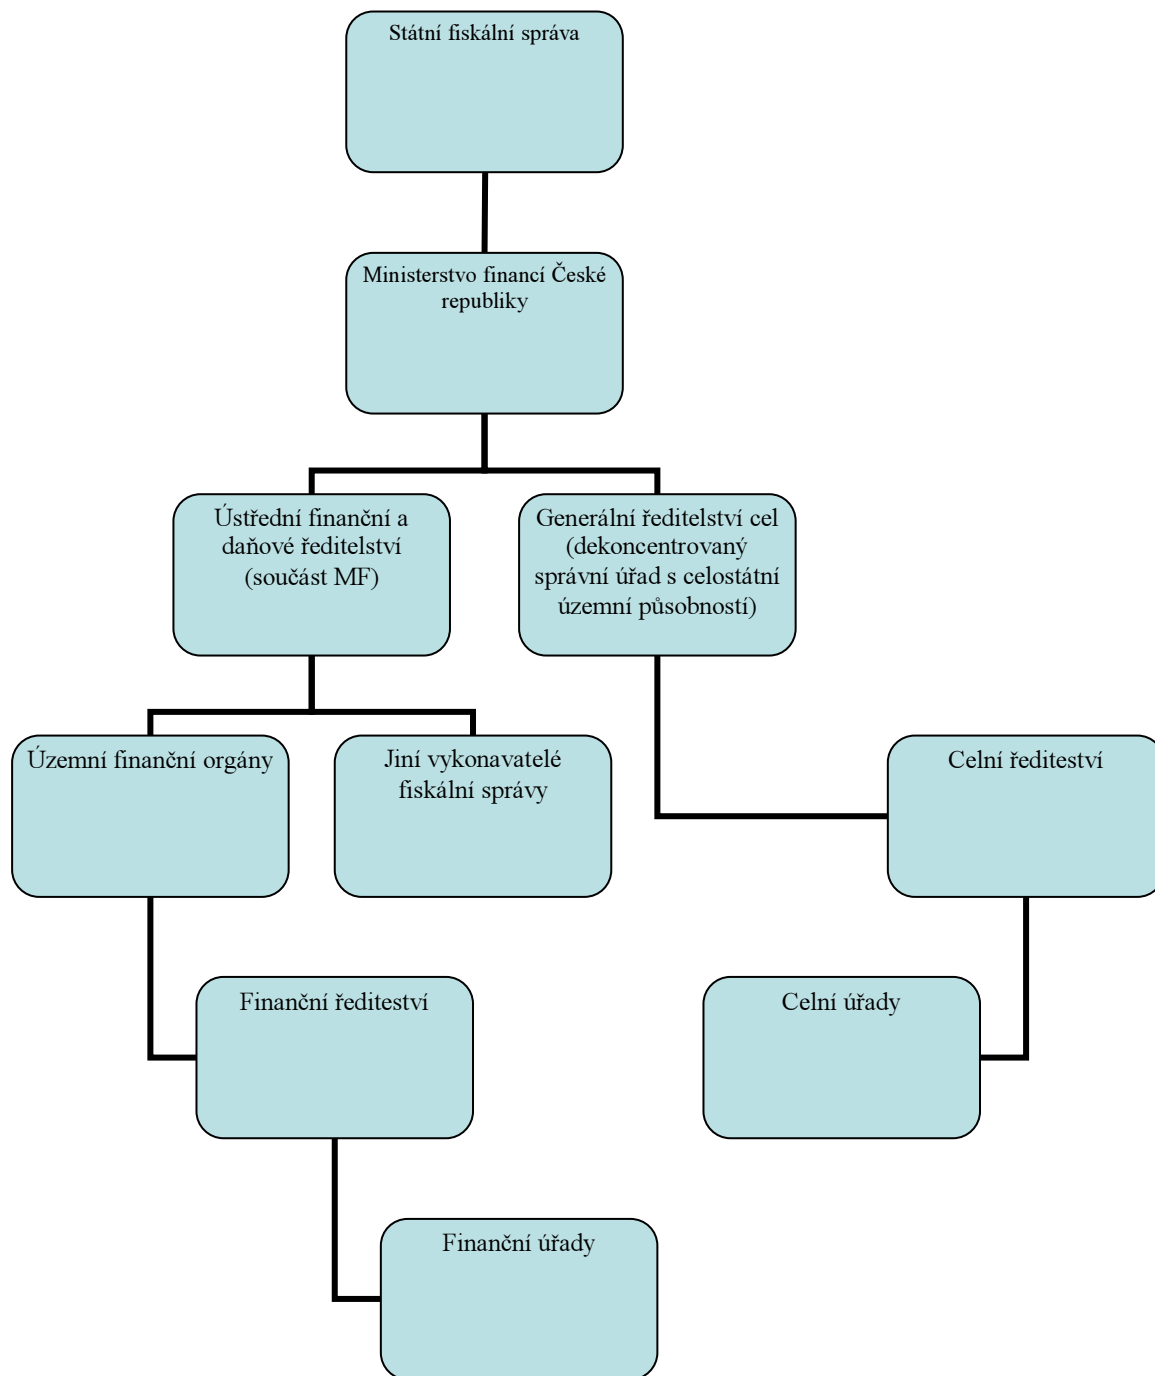 Státní fiskální správa
Ministerstvo financí České
republiky
Ústřední finanční a
daňové ředitelství
(součást MF)
Generální ředitelství cel
(dekoncentrovaný
správní úřad s celostátní
územní působností)
Územní finanční orgány
Jiní vykonavatelé
fiskální správy
Celní řediteství
Finanční řediteství
Celní úřady
Finanční úřady